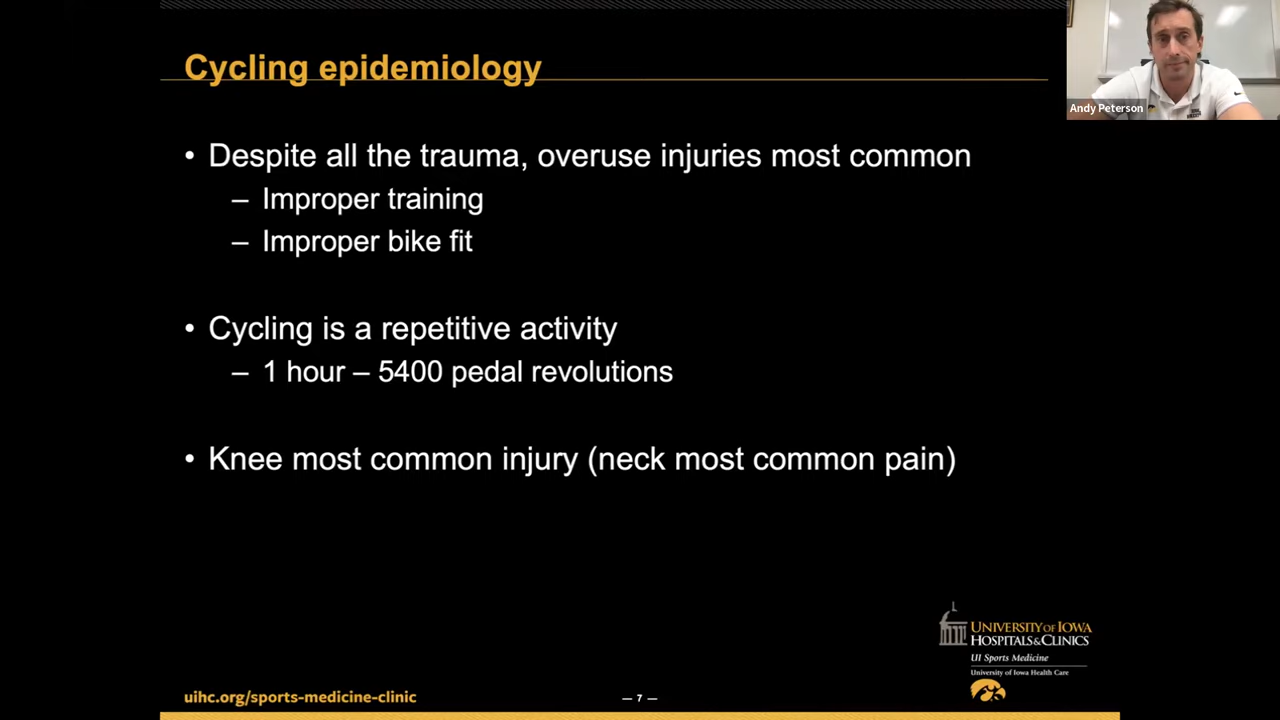 Cycling epidemiology
Andy Peterson
• Despite all the trauma, overuse injuries most common
– Improper training
– Improper bike fit
• Cycling is a repetitive activity
– 1 hour – 5400 pedal revolutions
• Knee most common injury (neck most common pain)
UNIVERSITY OF IOWA
HOSPITALS & CLINICS
UI Sports Medicine
University of Iowa Health Care
uihc.org/sports-medicine-clinic
— 7 —